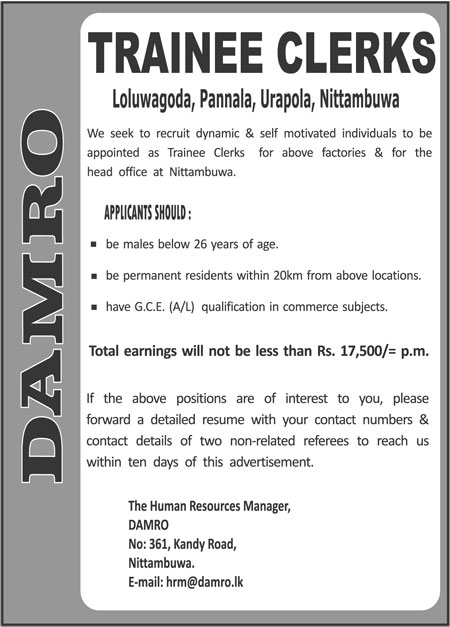 DAMRO
TRAINEE CLERKS
Loluwagoda, Pannala, Urapola, Nittambuwa
We seek to recruit dynamic & self motivated individuals to be
appointed as Trainee Clerks for above factories & for the
head office at Nittambuwa.
APPLICANTS SHOULD :
■ be males below 26 years of age.
■ be permanent residents within 20km from above locations.
■ have G.C.E. (A/L) qualification in commerce subjects.
Total earnings will not be less than Rs. 17,500/= p.m.
If the above positions are of interest to you, please
forward a detailed resume with your contact numbers &
contact details of two non-related referees to reach us
within ten days of this advertisement.
The Human Resources Manager,
DAMRO
No: 361, Kandy Road,
Nittambuwa.
E-mail: hrm@damro.lk